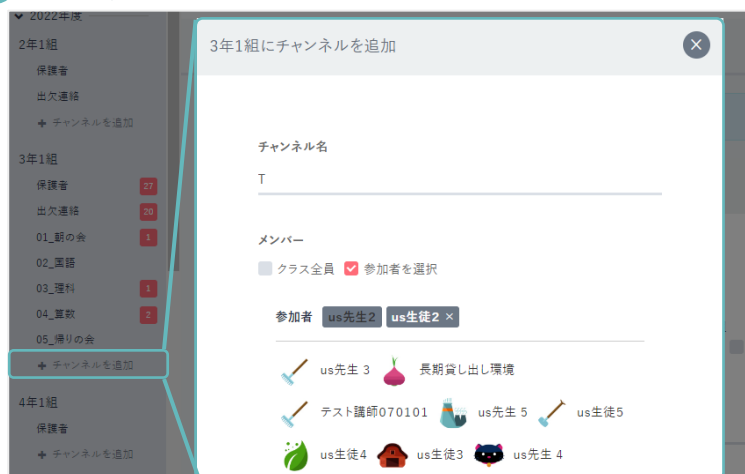 2022年度
2年1組
保護者
出欠連絡
+ チャンネルを追加
3年1組
保護者 27
出欠連絡 20
01_朝の会 1
02_国語
03_理科 1
04_算数 2
05_帰りの会
+ チャンネルを追加
4年1組
保護者
+ チャンネルを追加
3年1組にチャンネルを追加
チャンネル名
T
メンバー
クラス全員 参加者を選択
参加者 us先生2 us生徒2 ×
us先生 3 長期貸し出し環境
テスト講師070101 us先生 5 us生徒5
us生徒4 us生徒3 us先生 4